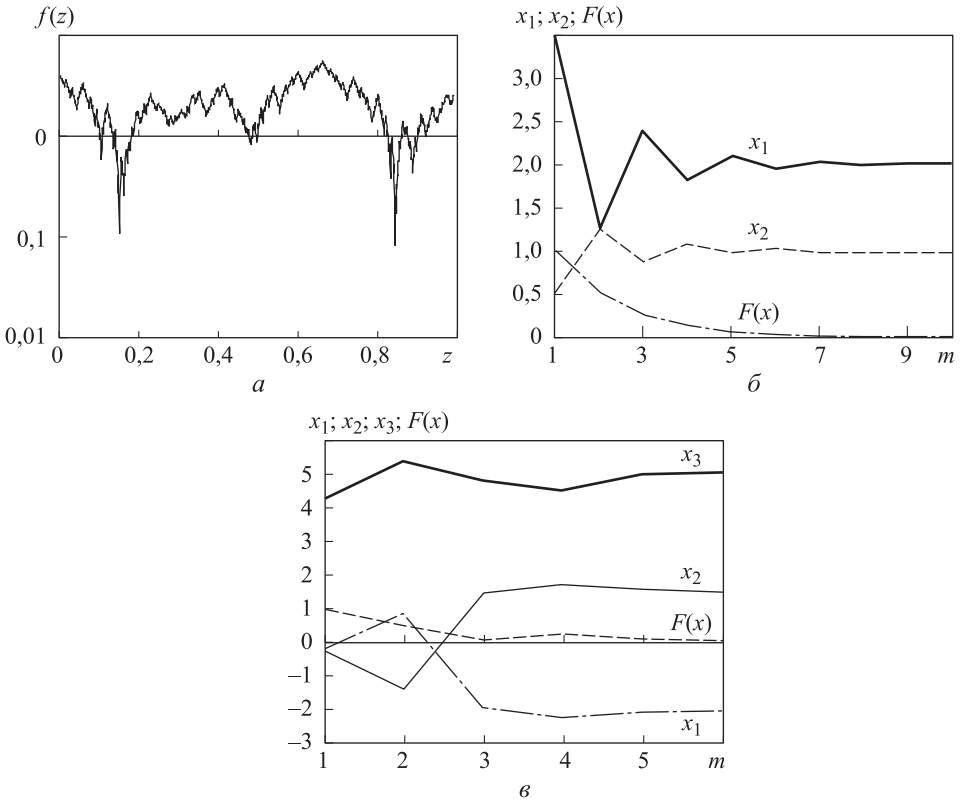 f(z)
0
0,1
0,01
0 0,2 0,4 0,6 0,8 z
а
x1; x2; F(x)
3,0
2,5
2,0
1,5
1,0
0,5
0
x1
x2
F(x)
1 3 5 7 9 m
б
x1; x2; x3; F(x)
5
4
3
2
1
0
–1
–2
–3
x3
x2
F(x)
x1
1 2 3 4 5 m
в